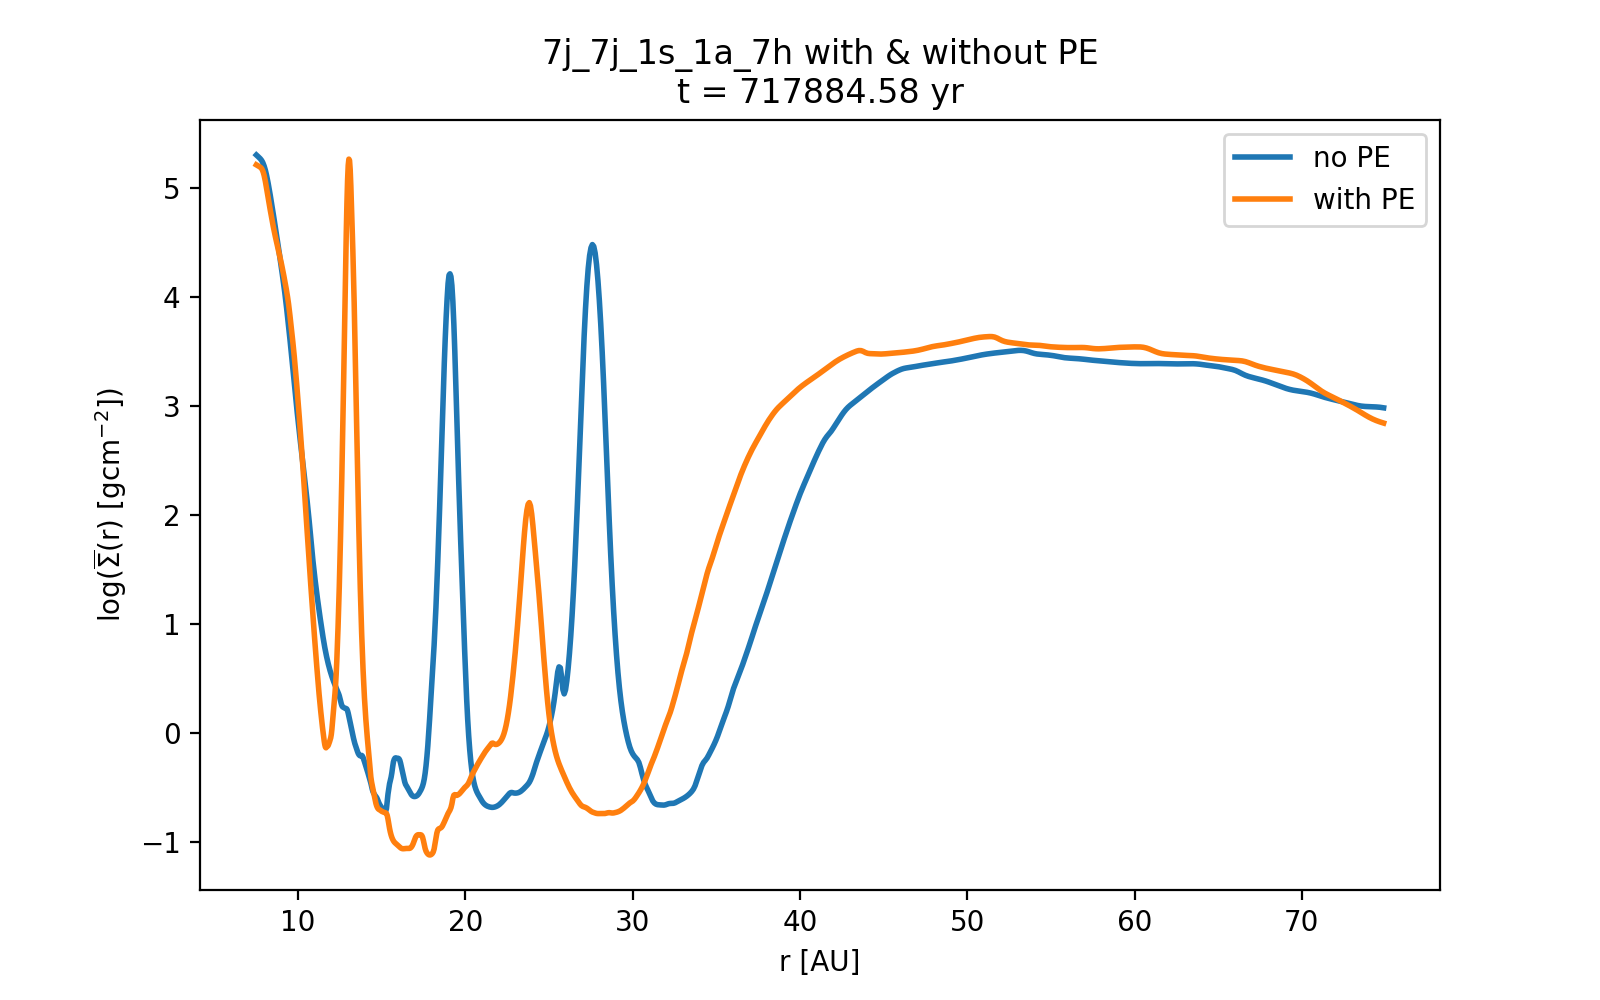 7j_7j_1s_1a_7h with & without PE
t = 717884.58 yr
no PE
with PE
5
4
3
2
1
0
−1
log(Σ̅(r) [gcm⁻²])
10 20 30 40 50 60 70
r [AU]